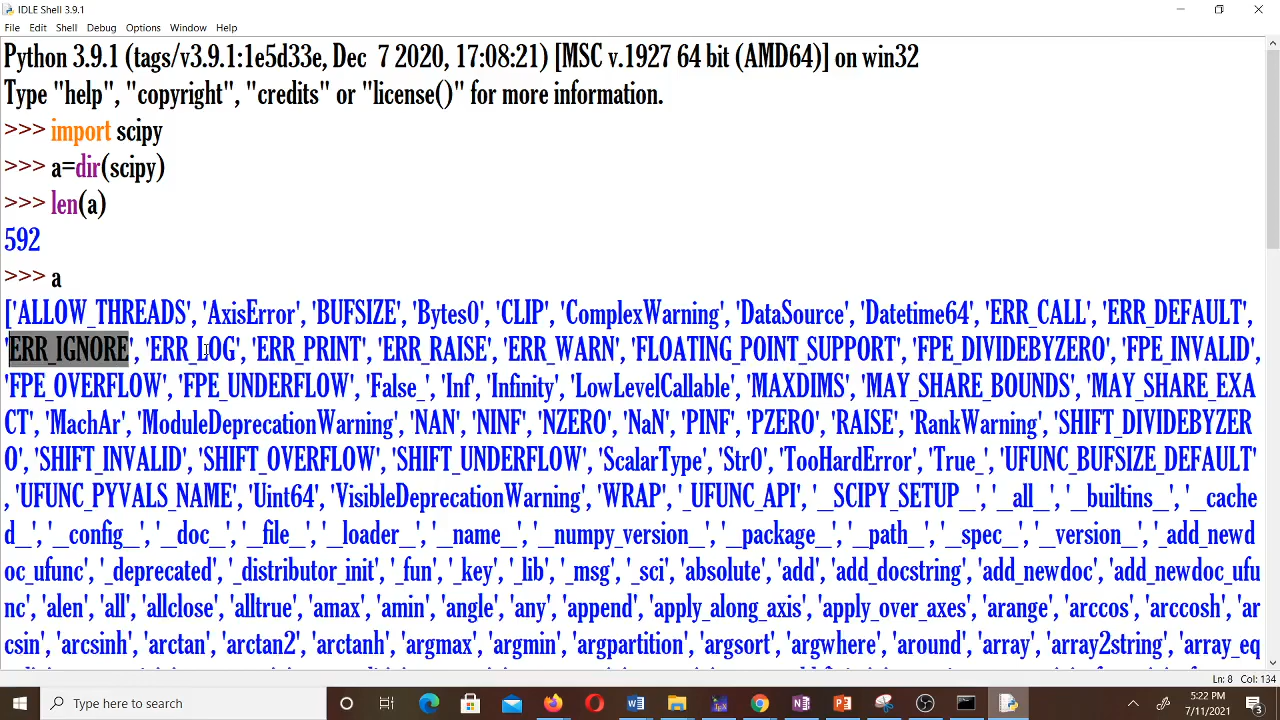 IDLE Shell 3.9.1
File Edit Shell Debug Options Window Help
Python 3.9.1 (tags/v3.9.1:1e5d33e, Dec  7 2020, 17:08:21) [MSC v.1927 64 bit (AMD64)] on win32
Type "help", "copyright", "credits" or "license()" for more information.
>>> import scipy
>>> a=dir(scipy)
>>> len(a)
592
>>> a
['ALLOW_THREADS', 'AxisError', 'BUFSIZE', 'Bytes0', 'CLIP', 'ComplexWarning', 'DataSource', 'Datetime64', 'ERR_CALL', 'ERR_DEFAULT',
'ERR_IGNORE', 'ERR_LOG', 'ERR_PRINT', 'ERR_RAISE', 'ERR_WARN', 'FLOATING_POINT_SUPPORT', 'FPE_DIVIDEBYZERO', 'FPE_INVALID',
'FPE_OVERFLOW', 'FPE_UNDERFLOW', 'False_', 'Inf', 'Infinity', 'LowLevelCallable', 'MAXDIMS', 'MAY_SHARE_BOUNDS', 'MAY_SHARE_EXA
CT', 'MachAr', 'ModuleDeprecationWarning', 'NAN', 'NINF', 'NZERO', 'NaN', 'PINF', 'PZERO', 'RAISE', 'RankWarning', 'SHIFT_DIVIDEBYZER
O', 'SHIFT_INVALID', 'SHIFT_OVERFLOW', 'SHIFT_UNDERFLOW', 'ScalarType', 'Str0', 'TooHardError', 'True_', 'UFUNC_BUFSIZE_DEFAULT'
, 'UFUNC_PYVALS_NAME', 'Uint64', 'VisibleDeprecationWarning', 'WRAP', '_UFUNC_API', '__SCIPY_SETUP__', '__all__', '__builtins__', '__cache
d__', '__config__', '__doc__', '__file__', '__loader__', '__name__', '__numpy_version__', '__package__', '__path__', '__spec__', '__version__', '_add_newd
oc_ufunc', '_deprecated', '_distributor_init', '_fun', '_key', '_lib', '_msg', '_sci', 'absolute', 'add', 'add_docstring', 'add_newdoc', 'add_newdoc_ufu
nc', 'alen', 'all', 'allclose', 'alltrue', 'amax', 'amin', 'angle', 'any', 'append', 'apply_along_axis', 'apply_over_axes', 'arange', 'arccos', 'arccosh', 'ar
csin', 'arcsinh', 'arctan', 'arctan2', 'arctanh', 'argmax', 'argmin', 'argpartition', 'argsort', 'argwhere', 'around', 'array', 'array2string', 'array_eq
Ln: 8 Col: 134
Type here to search
5:22 PM
7/11/2021
3